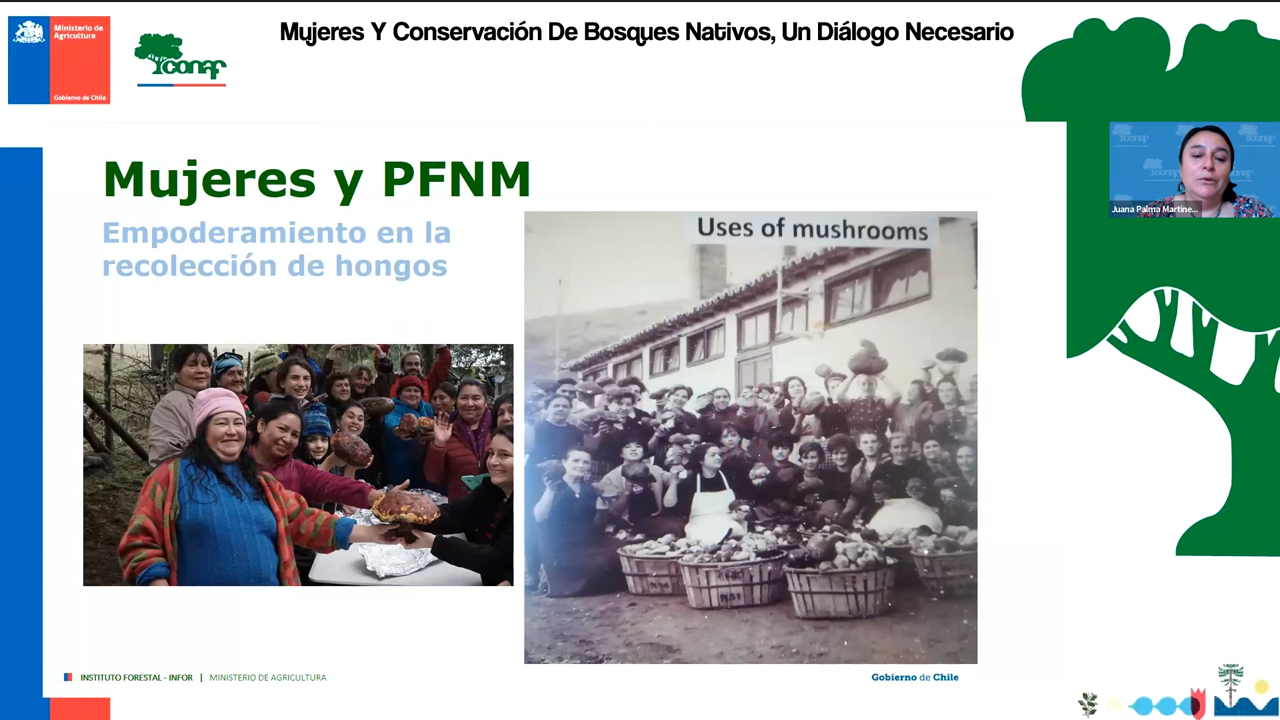 Mujeres Y Conservación De Bosques Nativos, Un Diálogo Necesario
Ministerio de
Agricultura
Gobierno de Chile
conaf
Mujeres y PFNM
Empoderamiento en la
recolección de hongos
Uses of mushrooms
Juana Palma Martíne...
INSTITUTO FORESTAL - INFOR | MINISTERIO DE AGRICULTURA
Gobierno de Chile